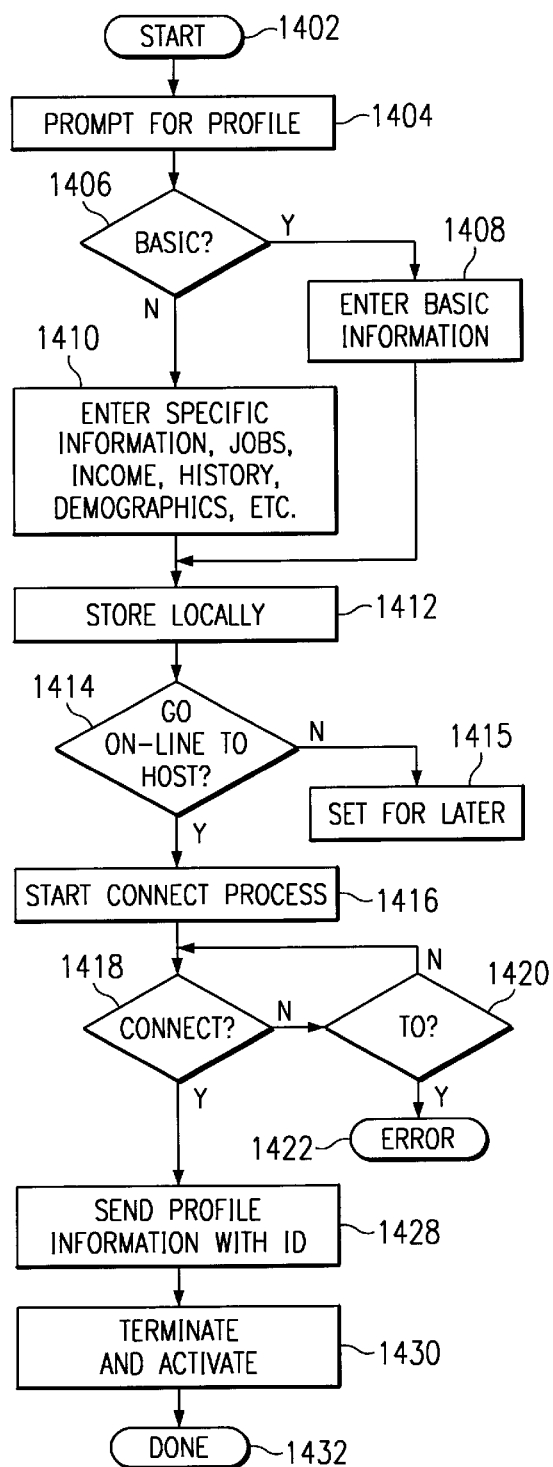 START
1402
PROMPT FOR PROFILE
1404
1406
BASIC?
Y
N
1408
ENTER BASIC
INFORMATION
1410
ENTER SPECIFIC
INFORMATION, JOBS,
INCOME, HISTORY,
DEMOGRAPHICS, ETC.
STORE LOCALLY
1412
1414
GO
ON-LINE TO
HOST?
N
Y
1415
SET FOR LATER
START CONNECT PROCESS
1416
1418
CONNECT?
N
Y
1420
TO?
N
Y
1422
ERROR
SEND PROFILE
INFORMATION WITH ID
1428
TERMINATE
AND ACTIVATE
1430
DONE
1432